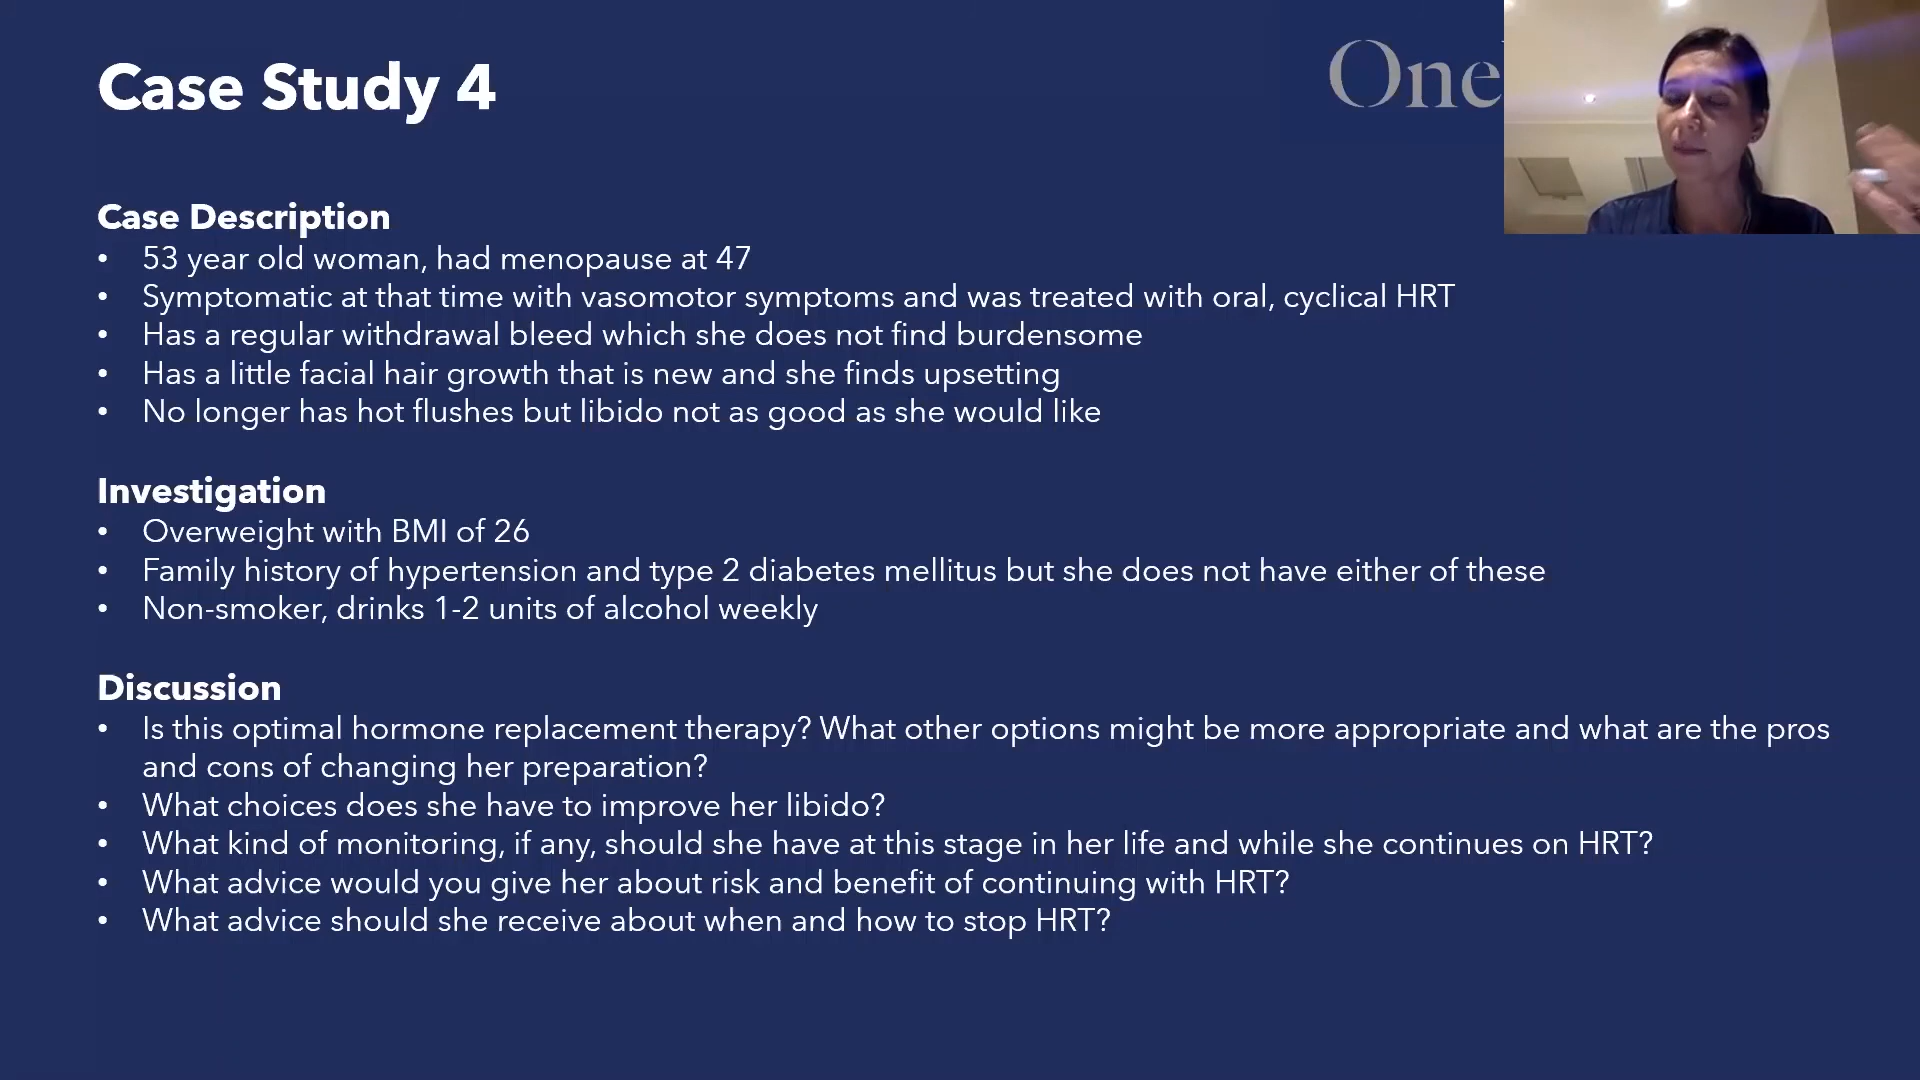 Case Study 4
One
Case Description
• 53 year old woman, had menopause at 47
• Symptomatic at that time with vasomotor symptoms and was treated with oral, cyclical HRT
• Has a regular withdrawal bleed which she does not find burdensome
• Has a little facial hair growth that is new and she finds upsetting
• No longer has hot flushes but libido not as good as she would like
Investigation
• Overweight with BMI of 26
• Family history of hypertension and type 2 diabetes mellitus but she does not have either of these
• Non-smoker, drinks 1-2 units of alcohol weekly
Discussion
• Is this optimal hormone replacement therapy? What other options might be more appropriate and what are the pros
and cons of changing her preparation?
• What choices does she have to improve her libido?
• What kind of monitoring, if any, should she have at this stage in her life and while she continues on HRT?
• What advice would you give her about risk and benefit of continuing with HRT?
• What advice should she receive about when and how to stop HRT?